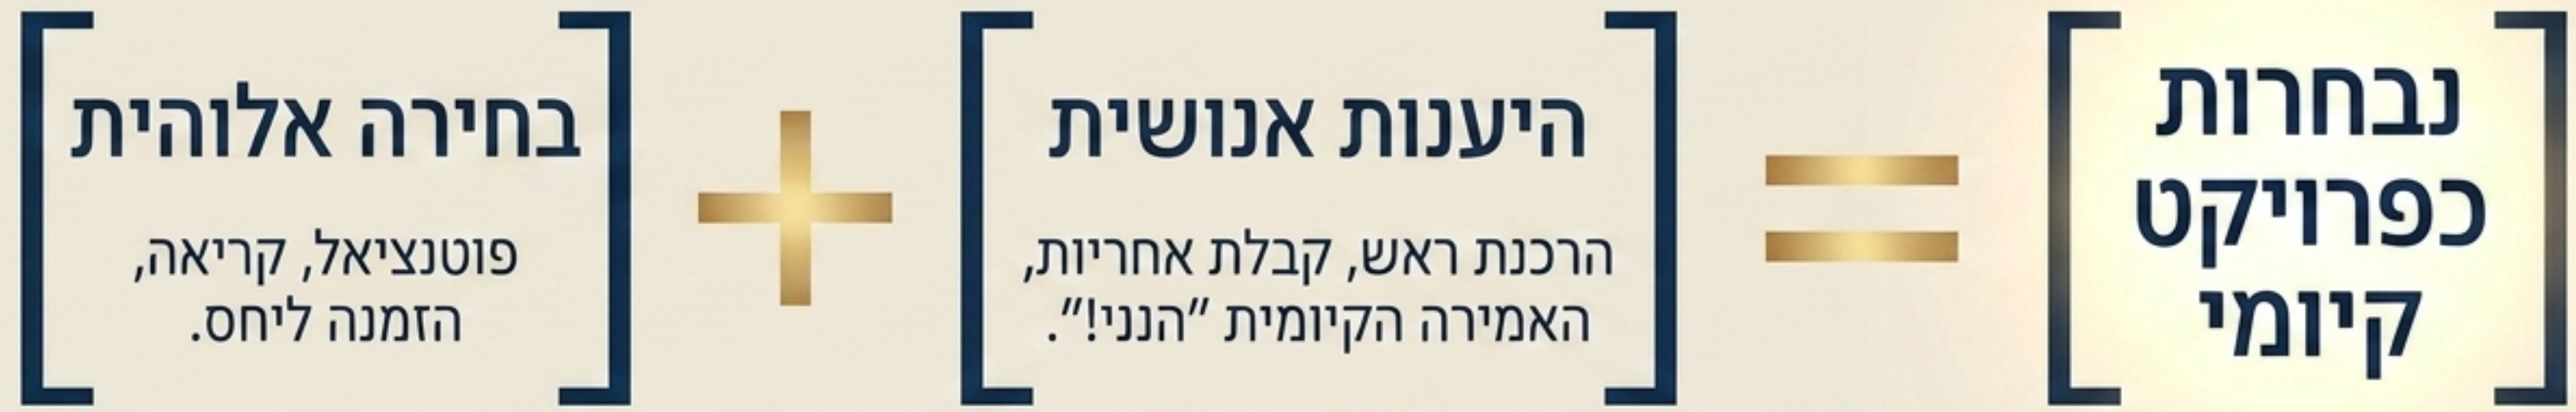 בחירה אלוהית
פוטנציאל, קריאה,
הזמנה ליחס.
+
היענות אנושית
הרכנת ראש, קבלת אחריות,
האמירה הקיומית "הנני!".
=
נבחרות
כפרויקט
קיומי